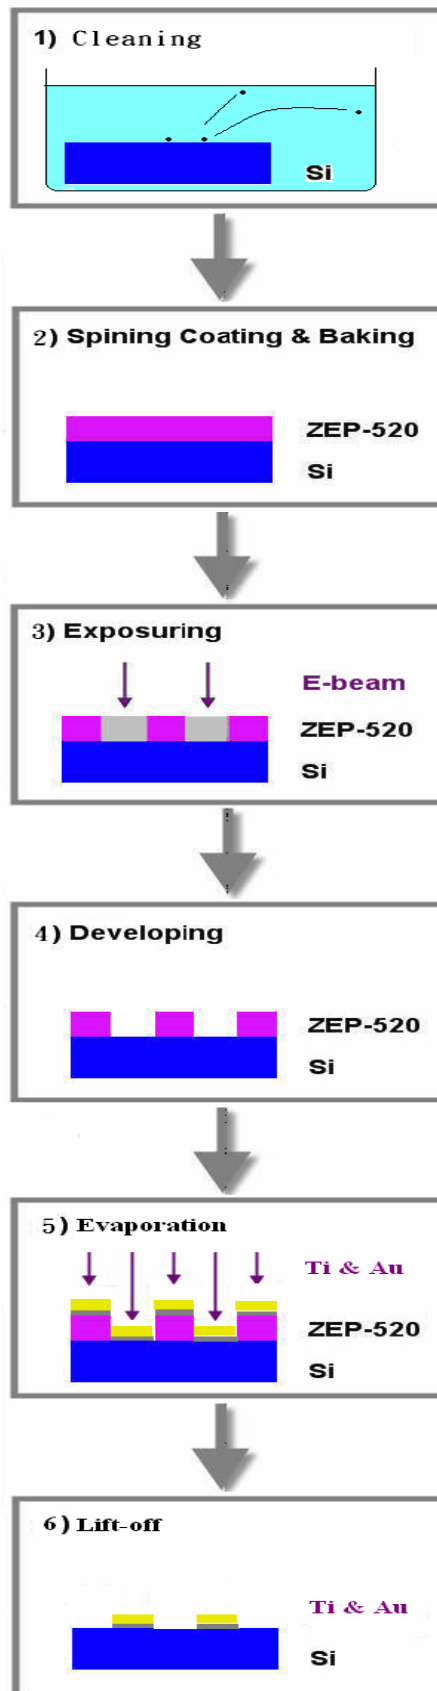 1) Cleaning
Si
2) Spining Coating & Baking
ZEP-520
Si
3) Exposuring
E-beam
ZEP-520
Si
4) Developing
ZEP-520
Si
5) Evaporation
Ti & Au
ZEP-520
Si
6) Lift-off
Ti & Au
Si